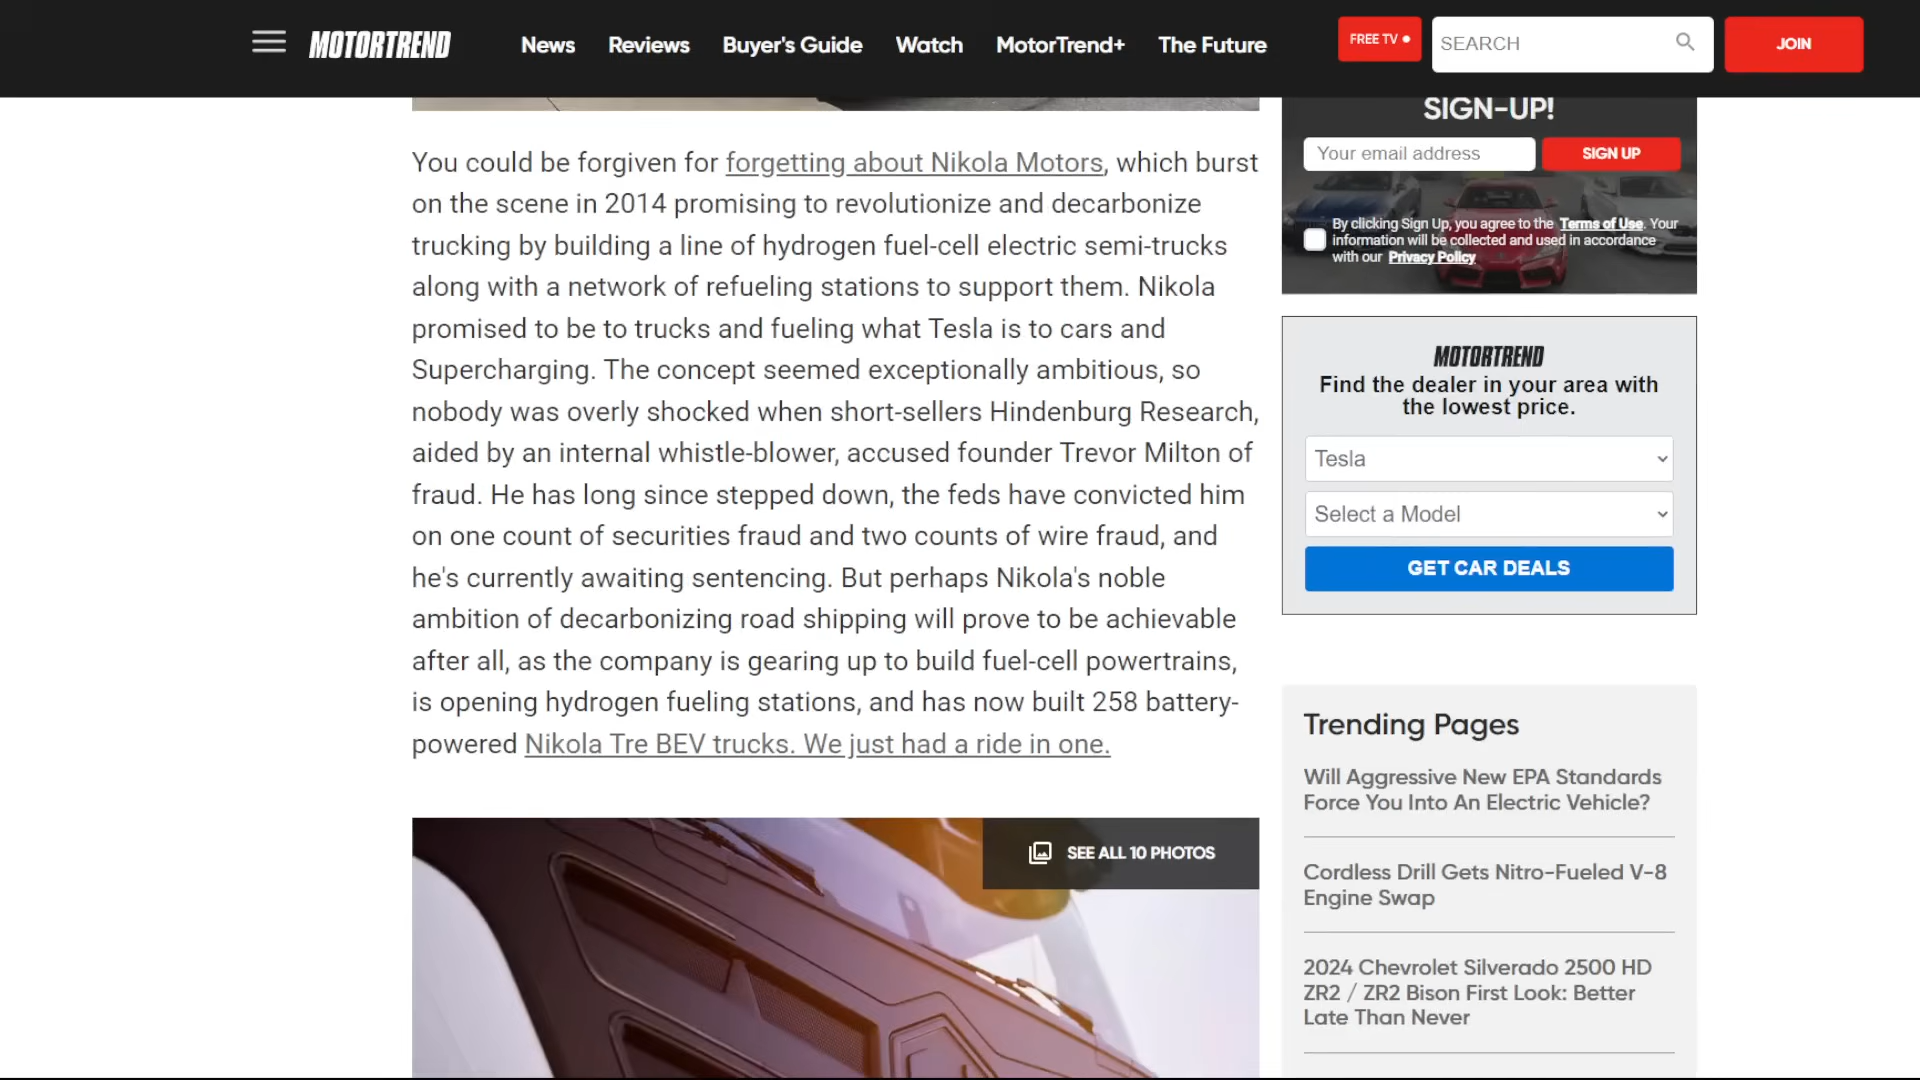 MOTORTREND
News
Reviews
Buyer's Guide
Watch
MotorTrend+
The Future
FREE TV
SEARCH
JOIN
You could be forgiven for forgetting about Nikola Motors, which burst
on the scene in 2014 promising to revolutionize and decarbonize
trucking by building a line of hydrogen fuel-cell electric semi-trucks
along with a network of refueling stations to support them. Nikola
promised to be to trucks and fueling what Tesla is to cars and
Supercharging. The concept seemed exceptionally ambitious, so
nobody was overly shocked when short-sellers Hindenburg Research,
aided by an internal whistle-blower, accused founder Trevor Milton of
fraud. He has long since stepped down, the feds have convicted him
on one count of securities fraud and two counts of wire fraud, and
he's currently awaiting sentencing. But perhaps Nikola's noble
ambition of decarbonizing road shipping will prove to be achievable
after all, as the company is gearing up to build fuel-cell powertrains,
is opening hydrogen fueling stations, and has now built 258 battery-
powered Nikola Tre BEV trucks. We just had a ride in one.
SEE ALL 10 PHOTOS
SIGN-UP!
Your email address
SIGN UP
By clicking Sign Up, you agree to the Terms of Use. Your
information will be collected and used in accordance
with our Privacy Policy
MOTORTREND
Find the dealer in your area with
the lowest price.
Tesla
Select a Model
GET CAR DEALS
Trending Pages
Will Aggressive New EPA Standards
Force You Into An Electric Vehicle?
Cordless Drill Gets Nitro-Fueled V-8
Engine Swap
2024 Chevrolet Silverado 2500 HD
ZR2 / ZR2 Bison First Look: Better
Late Than Never